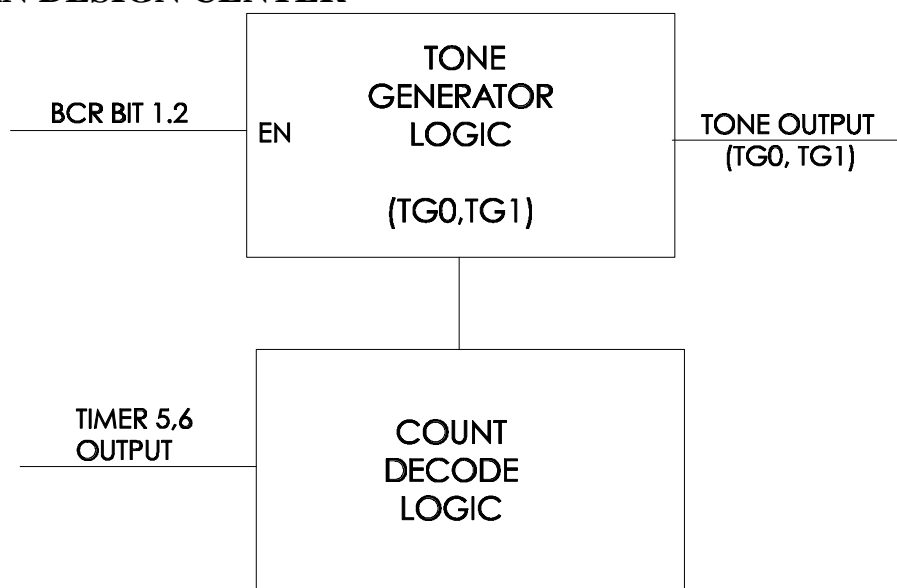 DESIGN CENTER
TONE
GENERATOR
LOGIC
(TG0,TG1)
BCR BIT 1.2
EN
TONE OUTPUT
(TG0, TG1)
TIMER 5,6
OUTPUT
COUNT
DECODE
LOGIC